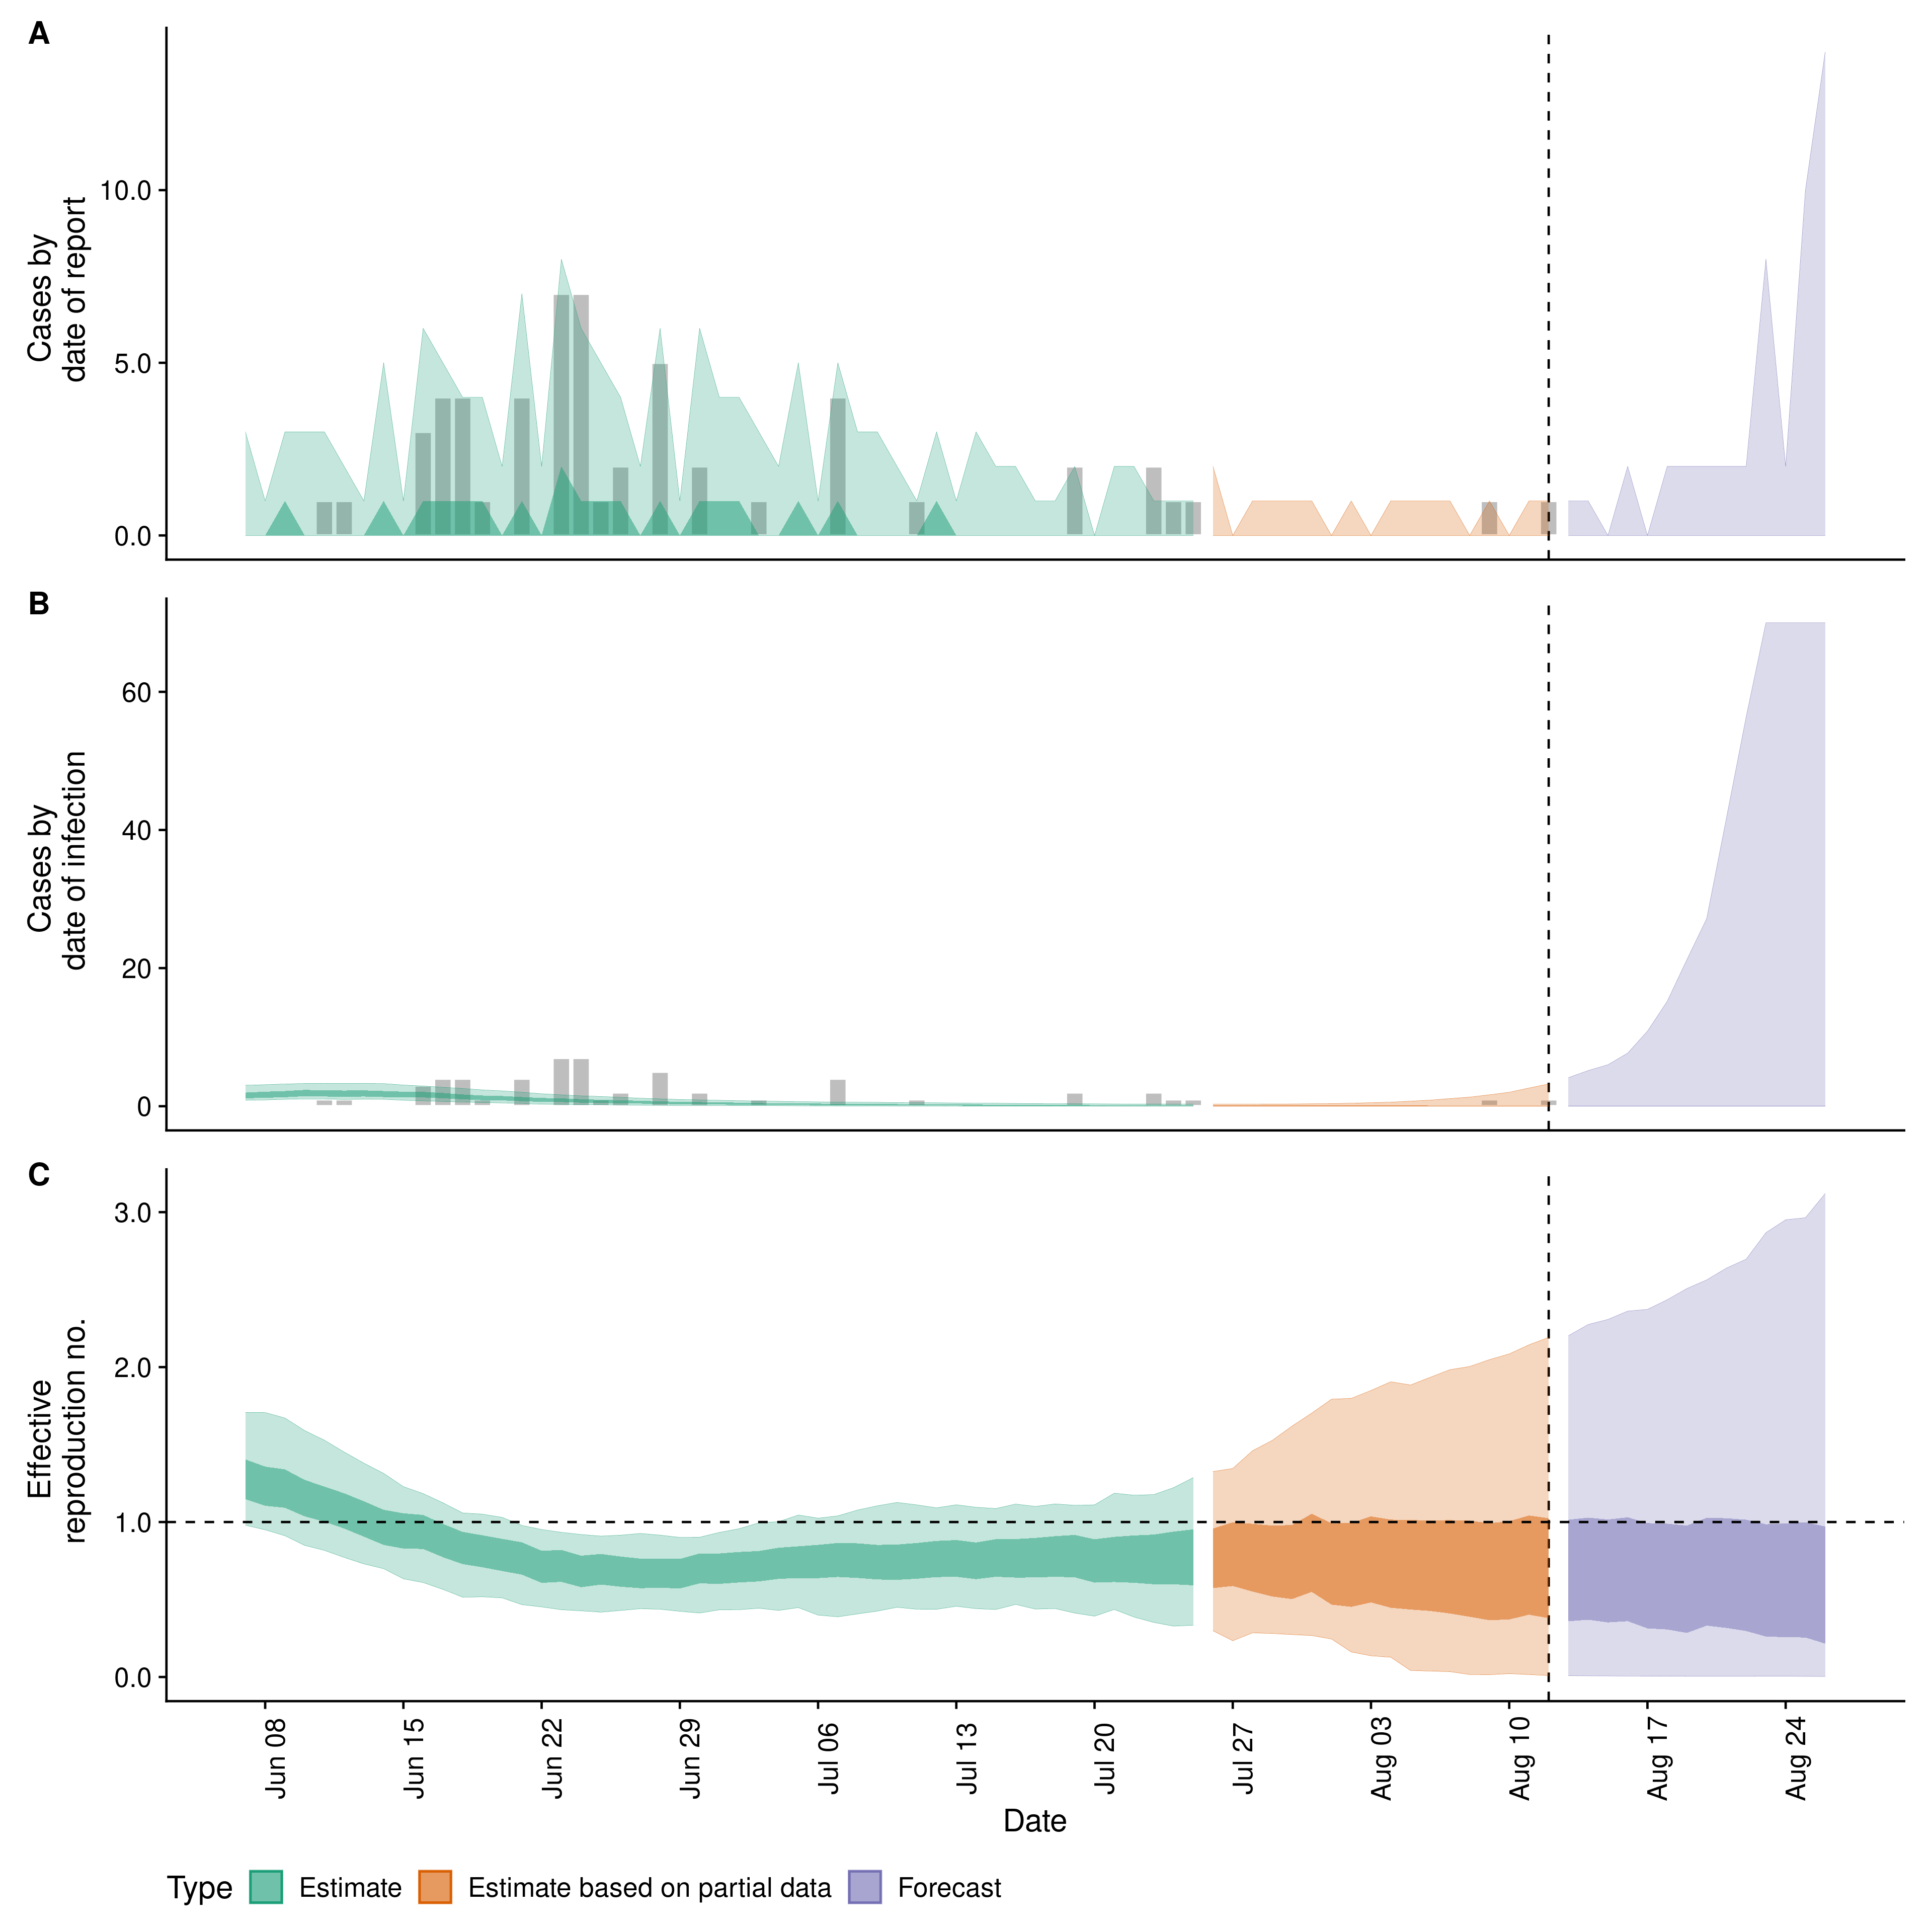 A
Cases by
date of report
10.0
5.0
0.0
B
Cases by
date of infection
60
40
20
0
C
Effective
reproduction no.
3.0
2.0
1.0
0.0
Jun 08
Jun 15
Jun 22
Jun 29
Jul 06
Jul 13
Jul 20
Jul 27
Aug 03
Aug 10
Aug 17
Aug 24
Date
Type Estimate Estimate based on partial data Forecast